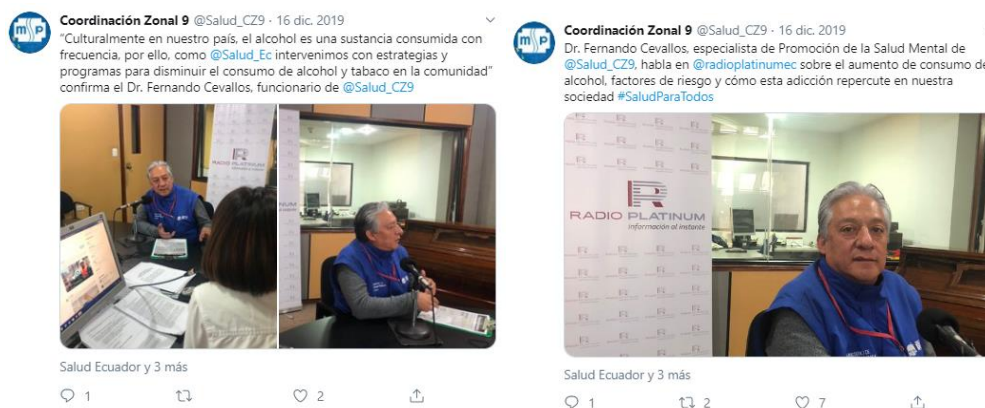 Coordinación Zonal 9 @Salud_CZ9 · 16 dic. 2019
"Culturalmente en nuestro país, el alcohol es una sustancia consumida con
frecuencia, por ello, como @Salud_Ec intervenimos con estrategias y
programas para disminuir el consumo de alcohol y tabaco en la comunidad"
confirma el Dr. Fernando Cevallos, funcionario de @Salud_CZ9
RADIO PLATINUM
Salud Ecuador y 3 más
1
2
Coordinación Zonal 9 @Salud_CZ9 · 16 dic. 2019
Dr. Fernando Cevallos, especialista de Promoción de la Salud Mental de
@Salud_CZ9, habla en @radioplatinumec sobre el aumento de consumo de
alcohol, factores de riesgo y cómo esta adicción repercute en nuestra
sociedad #SaludParaTodos
RADIO PLATINUM
información al instante
Salud Ecuador y 3 más
1
2
7